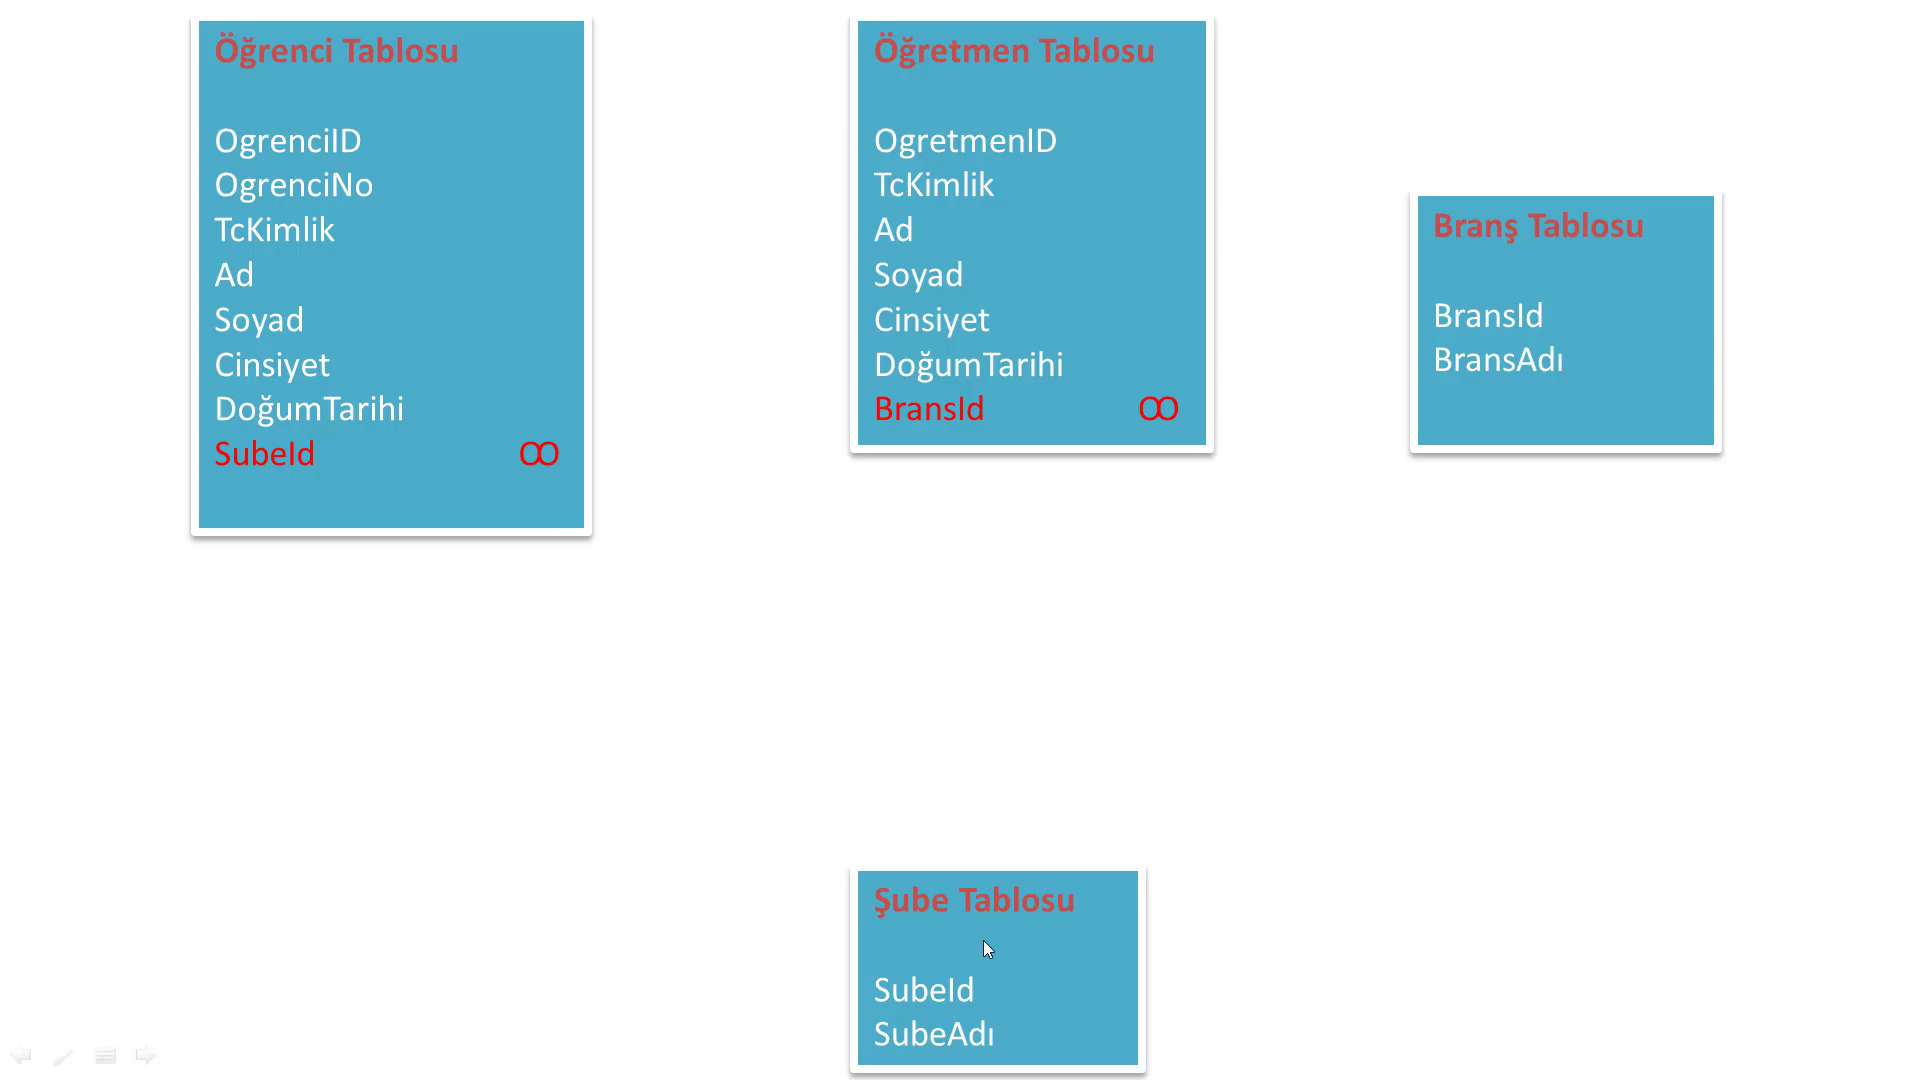 Öğrenci Tablosu
OgrenciID
OgrenciNo
TcKimlik
Ad
Soyad
Cinsiyet
DoğumTarihi
SubeId ꝏ
Öğretmen Tablosu
OgretmenID
TcKimlik
Ad
Soyad
Cinsiyet
DoğumTarihi
BransId ꝏ
Branş Tablosu
BransId
BransAdı
Şube Tablosu
SubeId
SubeAdı